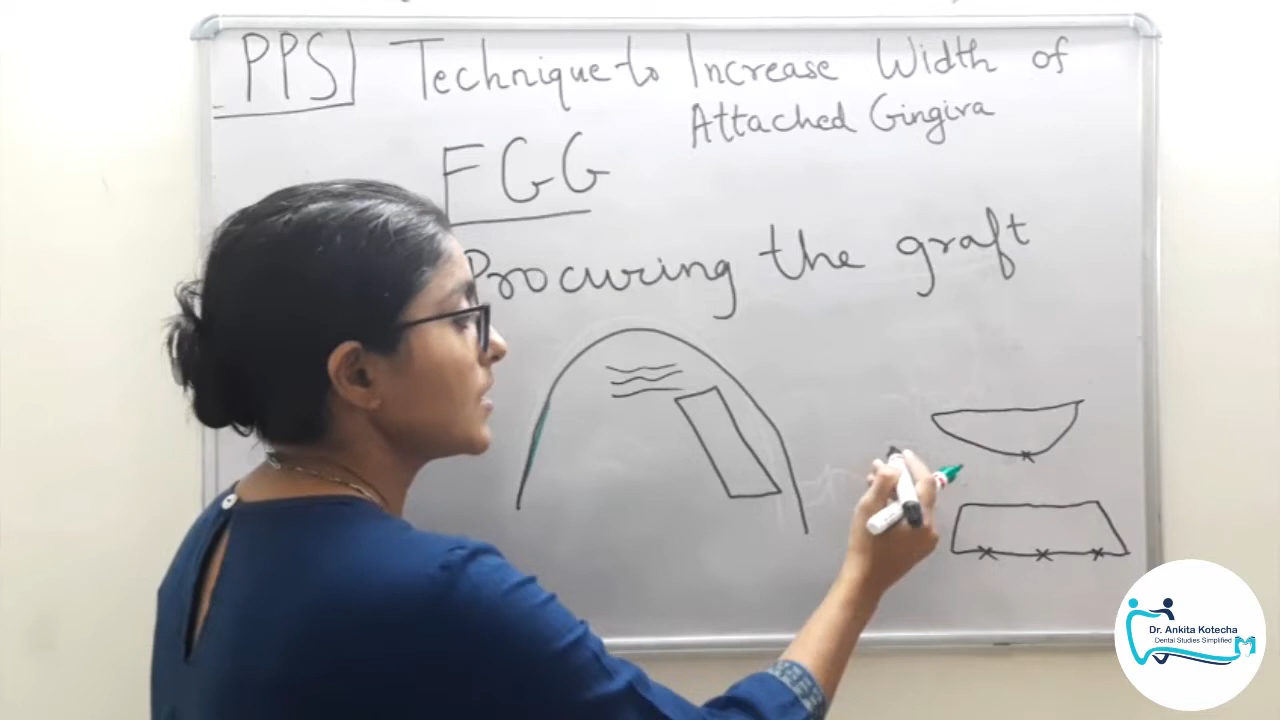 PPS Technique to Increase Width of
Attached Gingiva
FGG
Procuring the graft
Dr. Ankita Kotecha
Dental Studies Simplified